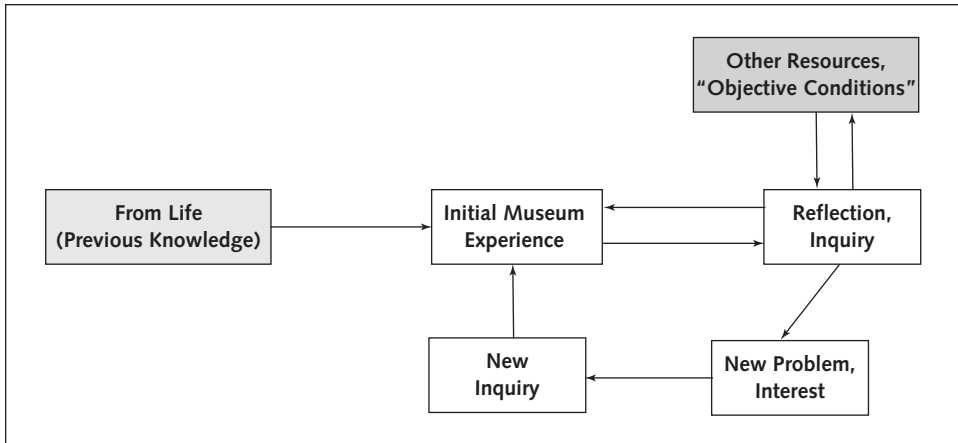 Other Resources,
“Objective Conditions”
From Life
(Previous Knowledge)
Initial Museum
Experience
Reflection,
Inquiry
New
Inquiry
New Problem,
Interest